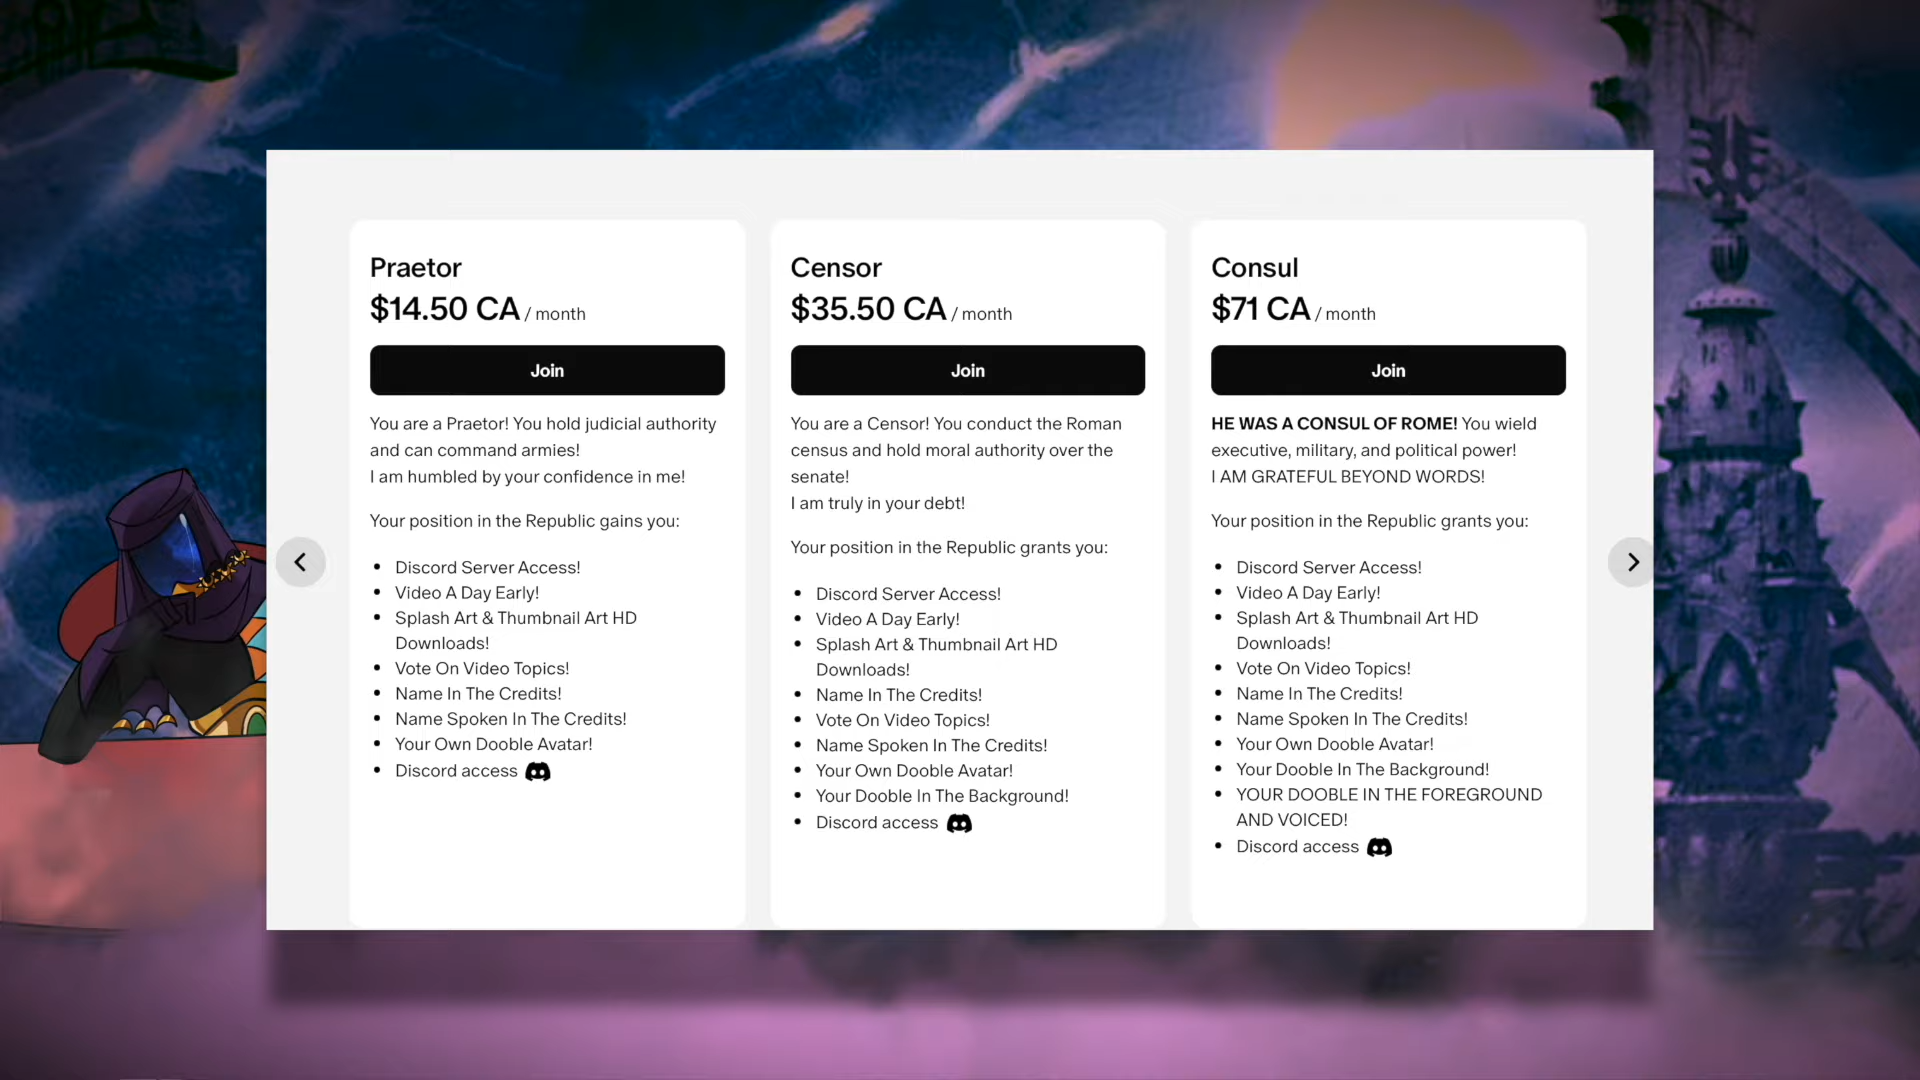 Praetor
$14.50 CA / month
Join
You are a Praetor! You hold judicial authority
and can command armies!
I am humbled by your confidence in me!
Your position in the Republic gains you:
Discord Server Access!
Video A Day Early!
Splash Art & Thumbnail Art HD
Downloads!
Vote On Video Topics!
Name In The Credits!
Name Spoken In The Credits!
Your Own Dooble Avatar!
Discord access
Censor
$35.50 CA / month
Join
You are a Censor! You conduct the Roman
census and hold moral authority over the
senate!
I am truly in your debt!
Your position in the Republic grants you:
Discord Server Access!
Video A Day Early!
Splash Art & Thumbnail Art HD
Downloads!
Name In The Credits!
Vote On Video Topics!
Name Spoken In The Credits!
Your Own Dooble Avatar!
Your Dooble In The Background!
Discord access
Consul
$71 CA / month
Join
HE WAS A CONSUL OF ROME! You wield
executive, military, and political power!
I AM GRATEFUL BEYOND WORDS!
Your position in the Republic grants you:
Discord Server Access!
Video A Day Early!
Splash Art & Thumbnail Art HD
Downloads!
Vote On Video Topics!
Name In The Credits!
Name Spoken In The Credits!
Your Own Dooble Avatar!
Your Dooble In The Background!
YOUR DOOBLE IN THE FOREGROUND
AND VOICED!
Discord access